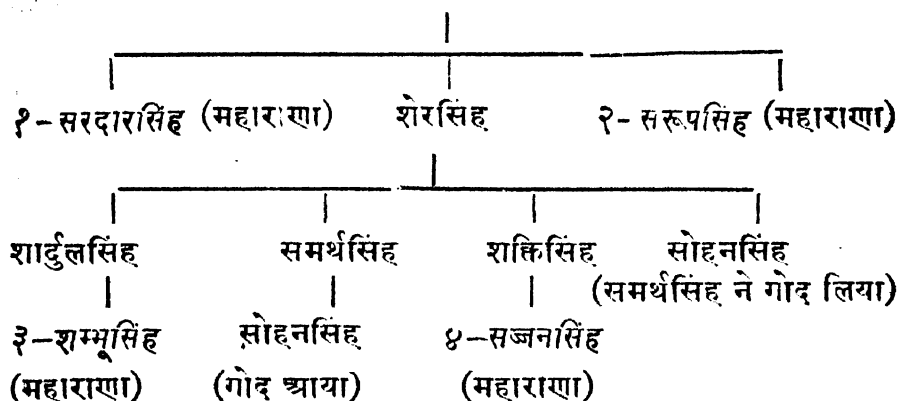 १-सरदारसिंह (महाराणा) शेरसिंह २- सरूपसिंह (महाराणा)
शार्दुलसिंह समर्थसिंह शक्तिसिंह सोहनसिंह
(समर्थसिंह ने गोद लिया)
३-शम्भूसिंह सोहनसिंह ४-सज्जनसिंह
(महाराणा) (गोद आया) (महाराणा)